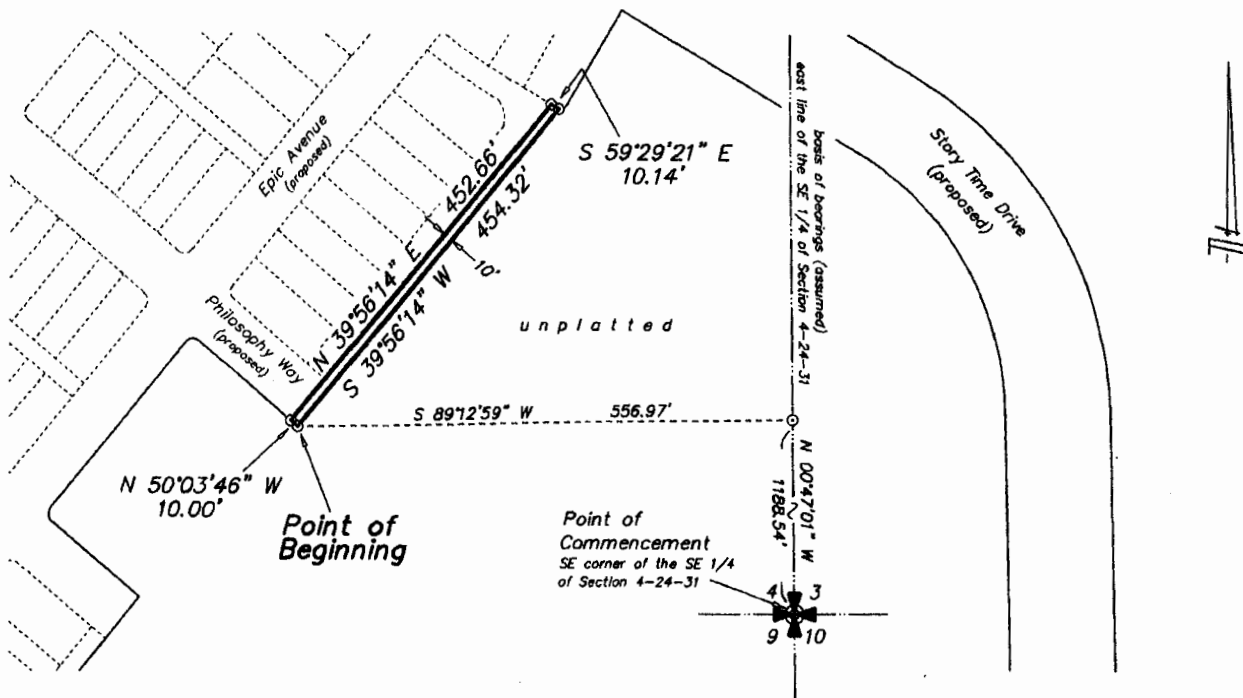 Epic Avenue
(proposed)
Philosophy Way
(proposed)
N 39°56'14" E 452.66'
S 39°56'14" W 454.32'
10'
S 59°29'21" E
10.14'
basis of bearings (assumed)
east line of the SE 1/4 of Section 4-24-31
Story Time Drive
(proposed)
unplatted
S 89°12'59" W 556.97'
N 50°03'46" W
10.00'
Point of
Beginning
N 00°47'01" W
1188.54'
Point of
Commencement
SE corner of the SE 1/4
of Section 4-24-31
4 3
9 10